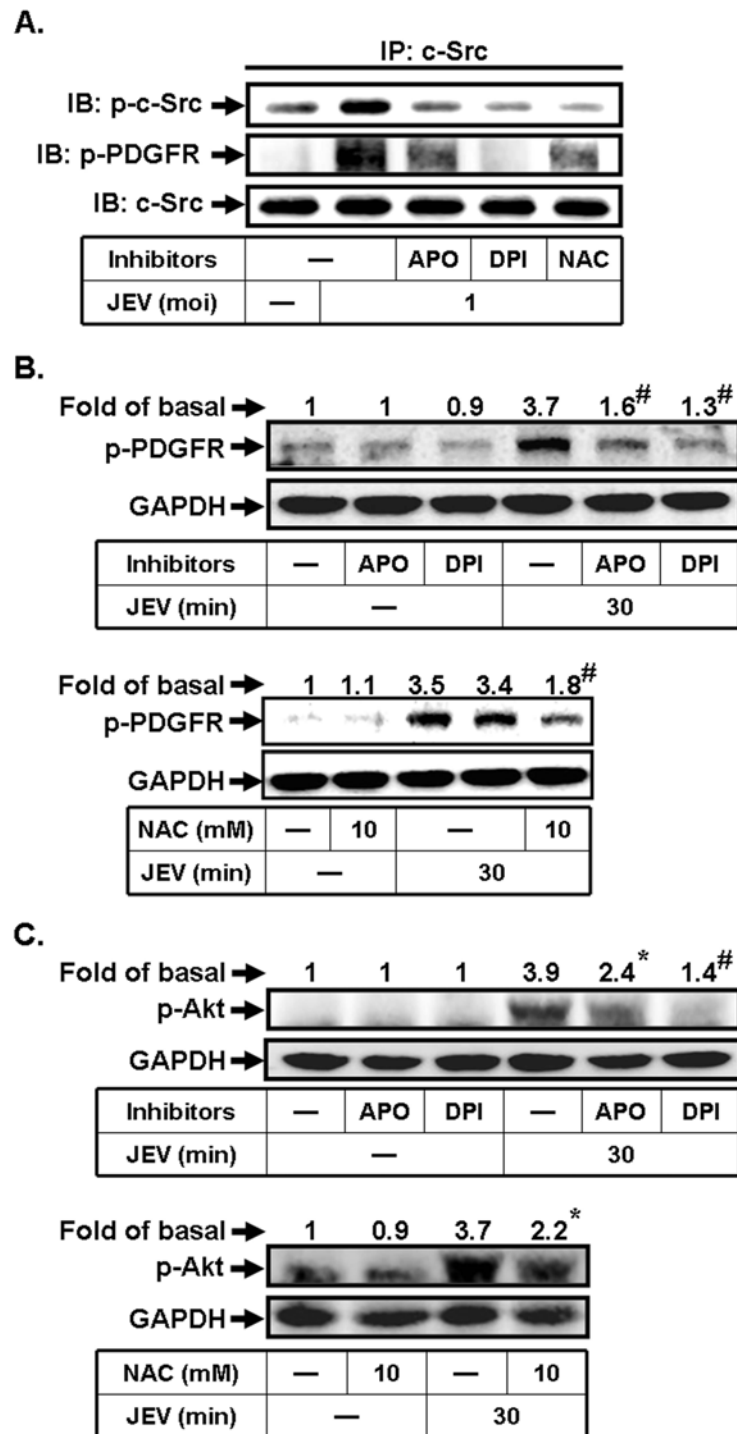 A.
IP: c-Src
IB: p-c-Src
IB: p-PDGFR
IB: c-Src
Inhibitors — APO DPI NAC
JEV (moi) — 1
B.
Fold of basal 1 1 0.9 3.7 1.6# 1.3#
p-PDGFR
GAPDH
Inhibitors — APO DPI — APO DPI
JEV (min) — 30
Fold of basal 1 1.1 3.5 3.4 1.8#
p-PDGFR
GAPDH
NAC (mM) — 10 — 10
JEV (min) — 30
C.
Fold of basal 1 1 1 3.9 2.4* 1.4#
p-Akt
GAPDH
Inhibitors — APO DPI — APO DPI
JEV (min) — 30
Fold of basal 1 0.9 3.7 2.2*
p-Akt
GAPDH
NAC (mM) — 10 — 10
JEV (min) — 30